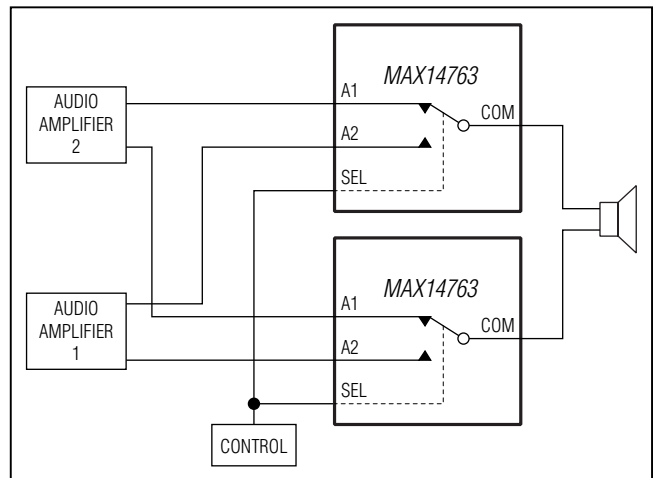 MAX14763
AUDIO
AMPLIFIER
2
A1
COM
A2
SEL
MAX14763
AUDIO
AMPLIFIER
1
A1
COM
A2
SEL
CONTROL